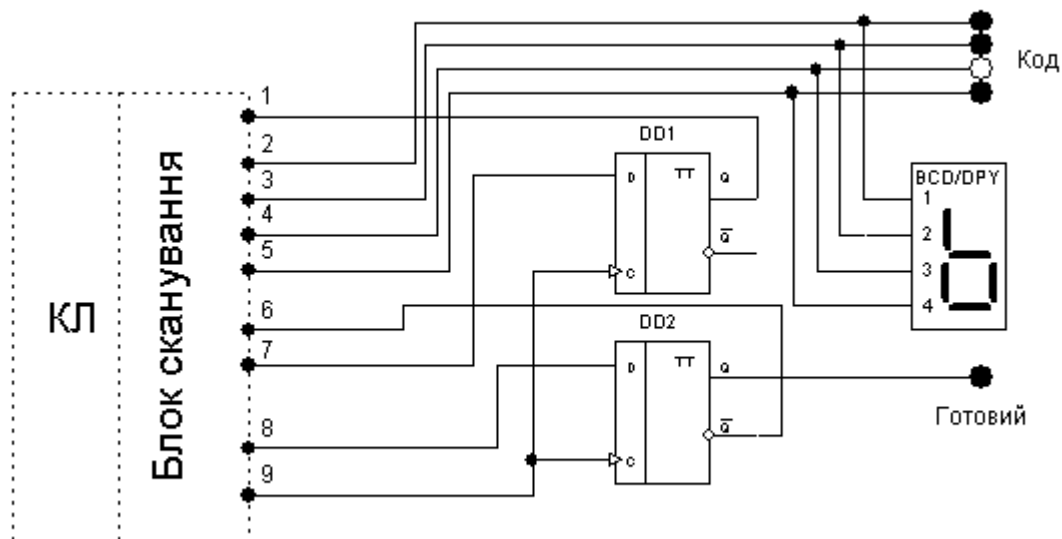 Код
1
DD1
2
D
TT
Q
BCD/DPY
3
1
4
Q
2
5
C
3
6
DD2
4
КЛ
Блок сканування
7
D
TT
Q
8
Q
Готовий
9
C